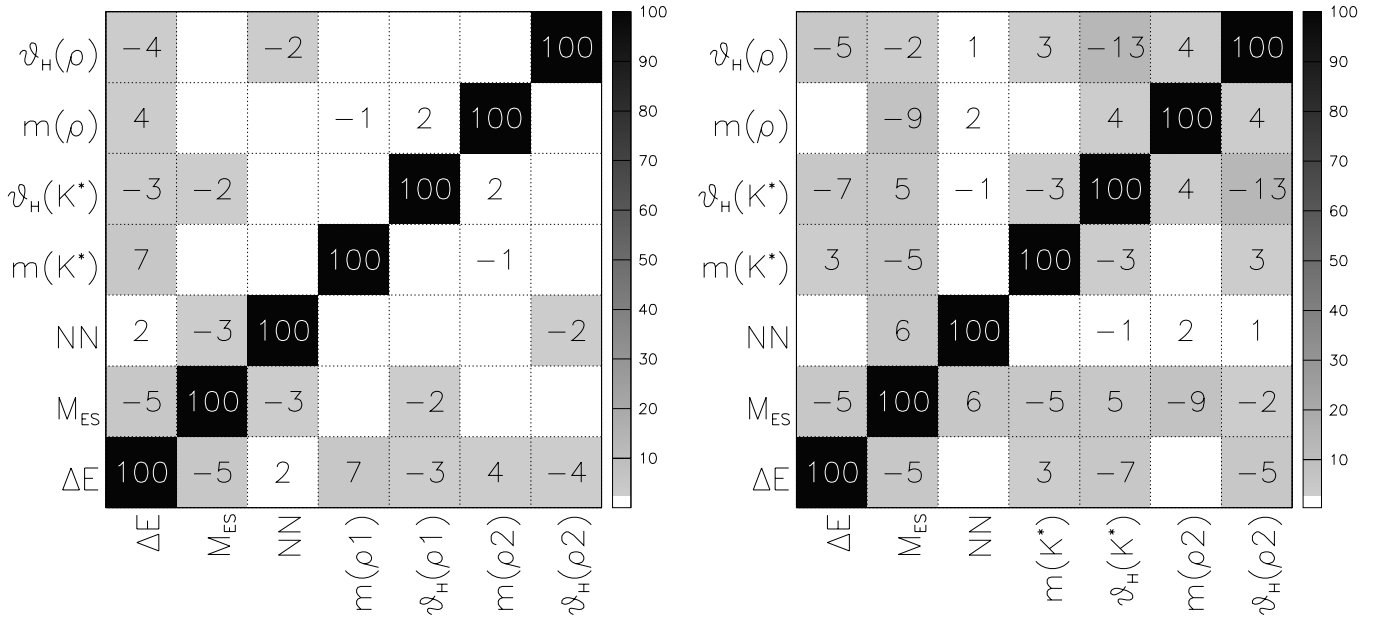 ϑH(ρ) −4 −2 100
m(ρ) 4 −1 2 100
ϑH(K*) −3 −2 100 2
m(K*) 7 100 −1
NN 2 −3 100 −2
MES −5 100 −3 −2
ΔE 100 −5 2 7 −3 4 −4
ΔE MES NN m(ρ1) ϑH(ρ1) m(ρ2) ϑH(ρ2)
100
90
80
70
60
50
40
30
20
10
ϑH(ρ) −5 −2 1 3 −13 4 100
m(ρ) −9 2 4 100 4
ϑH(K*) −7 5 −1 −3 100 4 −13
m(K*) 3 −5 100 −3 3
NN 6 100 −1 2 1
MES −5 100 6 −5 5 −9 −2
ΔE 100 −5 3 −7 −5
ΔE MES NN m(K*) ϑH(K*) m(ρ2) ϑH(ρ2)
100
90
80
70
60
50
40
30
20
10